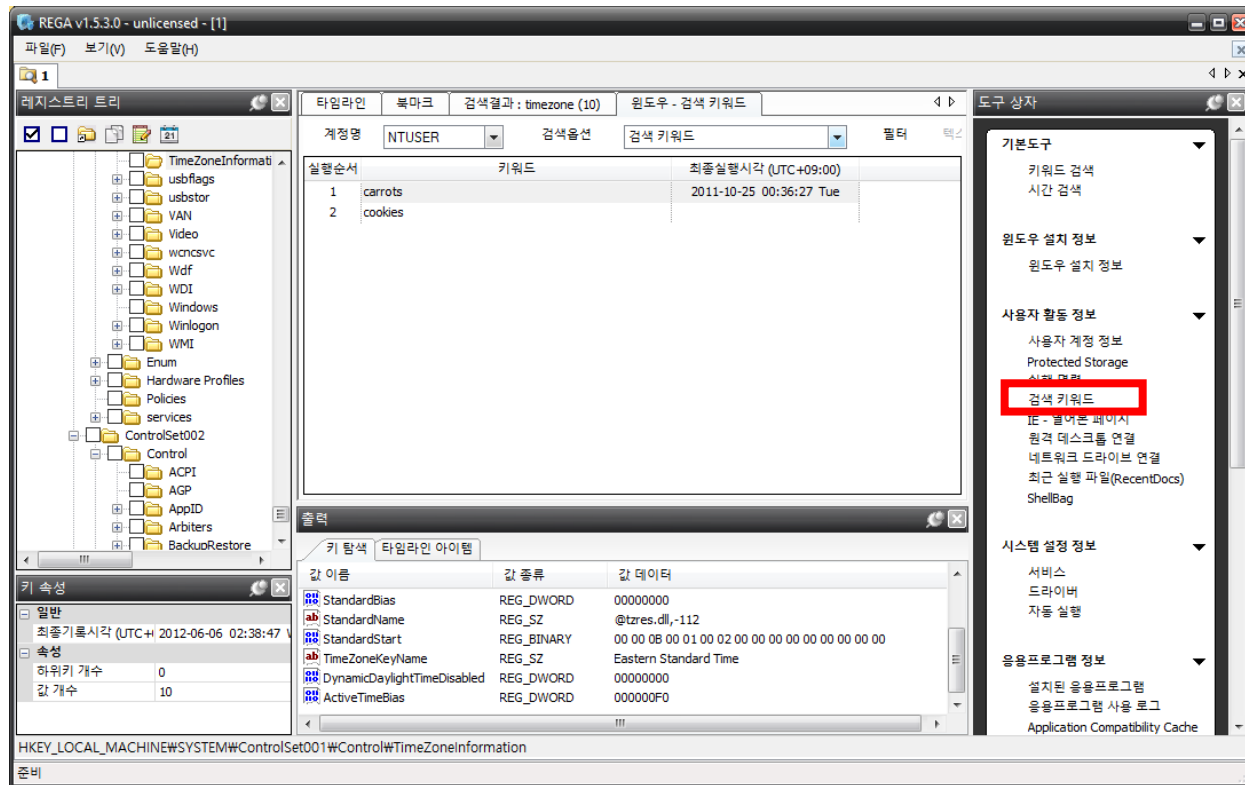 REGA v1.5.3.0 - unlicensed - [1]
파일(F) 보기(V) 도움말(H)
1
레지스트리 트리
TimeZoneInformati
usbflags
usbstor
VAN
Video
wcncsvc
Wdf
WDI
Windows
Winlogon
WMI
Enum
Hardware Profiles
Policies
services
ControlSet002
Control
ACPI
AGP
AppID
Arbiters
BackupRestore
키 속성
일반
최종기록시각 (UTC+ 2012-06-06 02:38:47
속성
하위키 개수 0
값 개수 10
타임라인 북마크 검색결과 : timezone (10) 윈도우 - 검색 키워드
계정명 NTUSER 검색옵션 검색 키워드 필터
실행순서 키워드 최종실행시각 (UTC+09:00)
1 carrots 2011-10-25 00:36:27 Tue
2 cookies
출력
키 탐색 타임라인 아이템
값 이름 값 종류 값 데이터
StandardBias REG_DWORD 00000000
StandardName REG_SZ @tzres.dll,-112
StandardStart REG_BINARY 00 00 0B 00 01 00 02 00 00 00 00 00 00 00 00 00
TimeZoneKeyName REG_SZ Eastern Standard Time
DynamicDaylightTimeDisabled REG_DWORD 00000000
ActiveTimeBias REG_DWORD 000000F0
도구 상자
기본도구
키워드 검색
시간 검색
윈도우 설치 정보
윈도우 설치 정보
사용자 활동 정보
사용자 계정 정보
Protected Storage
실행 명령
검색 키워드
IE - 열어본 페이지
원격 데스크톱 연결
네트워크 드라이브 연결
최근 실행 파일(RecentDocs)
ShellBag
시스템 설정 정보
서비스
드라이버
자동 실행
응용프로그램 정보
설치된 응용프로그램
응용프로그램 사용 로그
Application Compatibility Cache
HKEY_LOCAL_MACHINE₩SYSTEM₩ControlSet001₩Control₩TimeZoneInformation
준비